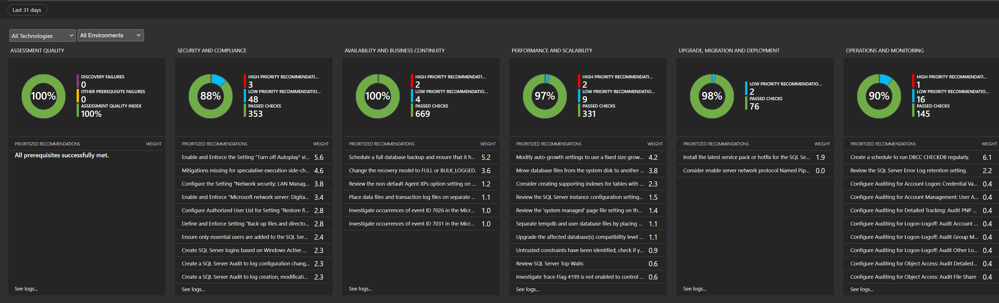 Last 31 days
All Technologies
All Environments
ASSESSMENT QUALITY
100%
DISCOVERY FAILURES
0
OTHER PREREQUISITE FAILURES
0
ASSESSMENT QUALITY INDEX
100%
PRIORITIZED RECOMMENDATIONS WEIGHT
All prerequisites successfully met.
See logs...
SECURITY AND COMPLIANCE
88%
HIGH PRIORITY RECOMMENDATI...
3
LOW PRIORITY RECOMMENDATIO...
48
PASSED CHECKS
353
PRIORITIZED RECOMMENDATIONS WEIGHT
Enable and Enforce the Setting "Turn off Autoplay" vi... 5.6
Mitigations missing for speculative execution side-ch... 4.6
Configure the Setting "Network security: LAN Manag... 3.8
Enable and Enforce "Microsoft network server: Digita... 3.4
Configure Authorized User List for Setting "Restore fi... 2.8
Define and Enforce Setting "Back up files and directo... 2.8
Ensure only essential users are added to the SQL Ser... 2.4
Create SQL Server logins based on Windows Active ... 2.3
Create a SQL Server Audit to log configuration chang... 2.3
Create a SQL Server Audit to log creation, modificati... 2.3
See logs...
AVAILABILITY AND BUSINESS CONTINUITY
100%
HIGH PRIORITY RECOMMENDATI...
2
LOW PRIORITY RECOMMENDATIO...
4
PASSED CHECKS
669
PRIORITIZED RECOMMENDATIONS WEIGHT
Schedule a full database backup and ensure that it h... 5.2
Change the recovery model to FULL or BULK_LOGGED. 3.6
Review the non-default Agent XPs option setting on ... 1.2
Place data files and transaction log files on separate ... 1.1
Investigate occurrences of event ID 7026 in the Micr... 1.0
Investigate occurrences of event ID 7031 in the Micr... 1.0
See logs...
PERFORMANCE AND SCALABILITY
97%
HIGH PRIORITY RECOMMENDATI...
2
LOW PRIORITY RECOMMENDATIO...
9
PASSED CHECKS
331
PRIORITIZED RECOMMENDATIONS WEIGHT
Modify auto-growth settings to use a fixed size grow... 4.2
Move database files from the system disk to another ... 3.8
Consider creating supporting indexes for tables with ... 2.3
Review the SQL Server instance configuration setting... 1.5
Review the ‘system managed’ page file setting on th... 1.4
Separate tempdb and user database files by placing ... 1.1
Upgrade the affected database(s) compatibility level ... 1.1
Untrusted constraints have been identified, check if y... 0.9
Review SQL Server Top Waits 0.6
Investigate Trace Flag 4199 is not enabled to control ... 0.6
See logs...
UPGRADE, MIGRATION AND DEPLOYMENT
98%
LOW PRIORITY RECOMMENDATIO...
2
PASSED CHECKS
76
PRIORITIZED RECOMMENDATIONS WEIGHT
Install the latest service pack or hotfix for the SQL Se... 1.9
Consider enable server network protocol Named Pip... 0.0
See logs...
OPERATIONS AND MONITORING
90%
HIGH PRIORITY RECOMMENDATI...
1
LOW PRIORITY RECOMMENDATIO...
16
PASSED CHECKS
145
PRIORITIZED RECOMMENDATIONS WEIGHT
Create a schedule to run DBCC CHECKDB regularly. 6.1
Review the SQL Server Error Log retention setting. 2.2
Configure Auditing for Account Logon: Credential Va... 0.4
Configure Auditing for Account Management: User A... 0.4
Configure Auditing for Detailed Tracking: Audit PNP ... 0.4
Configure Auditing for Logon-Logoff: Audit Account ... 0.4
Configure Auditing for Logon-Logoff: Audit Group M... 0.4
Configure Auditing for Logon-Logoff: Audit Other Lo... 0.4
Configure Auditing for Object Access: Audit Detailed... 0.4
Configure Auditing for Object Access: Audit File Share 0.4
See logs...